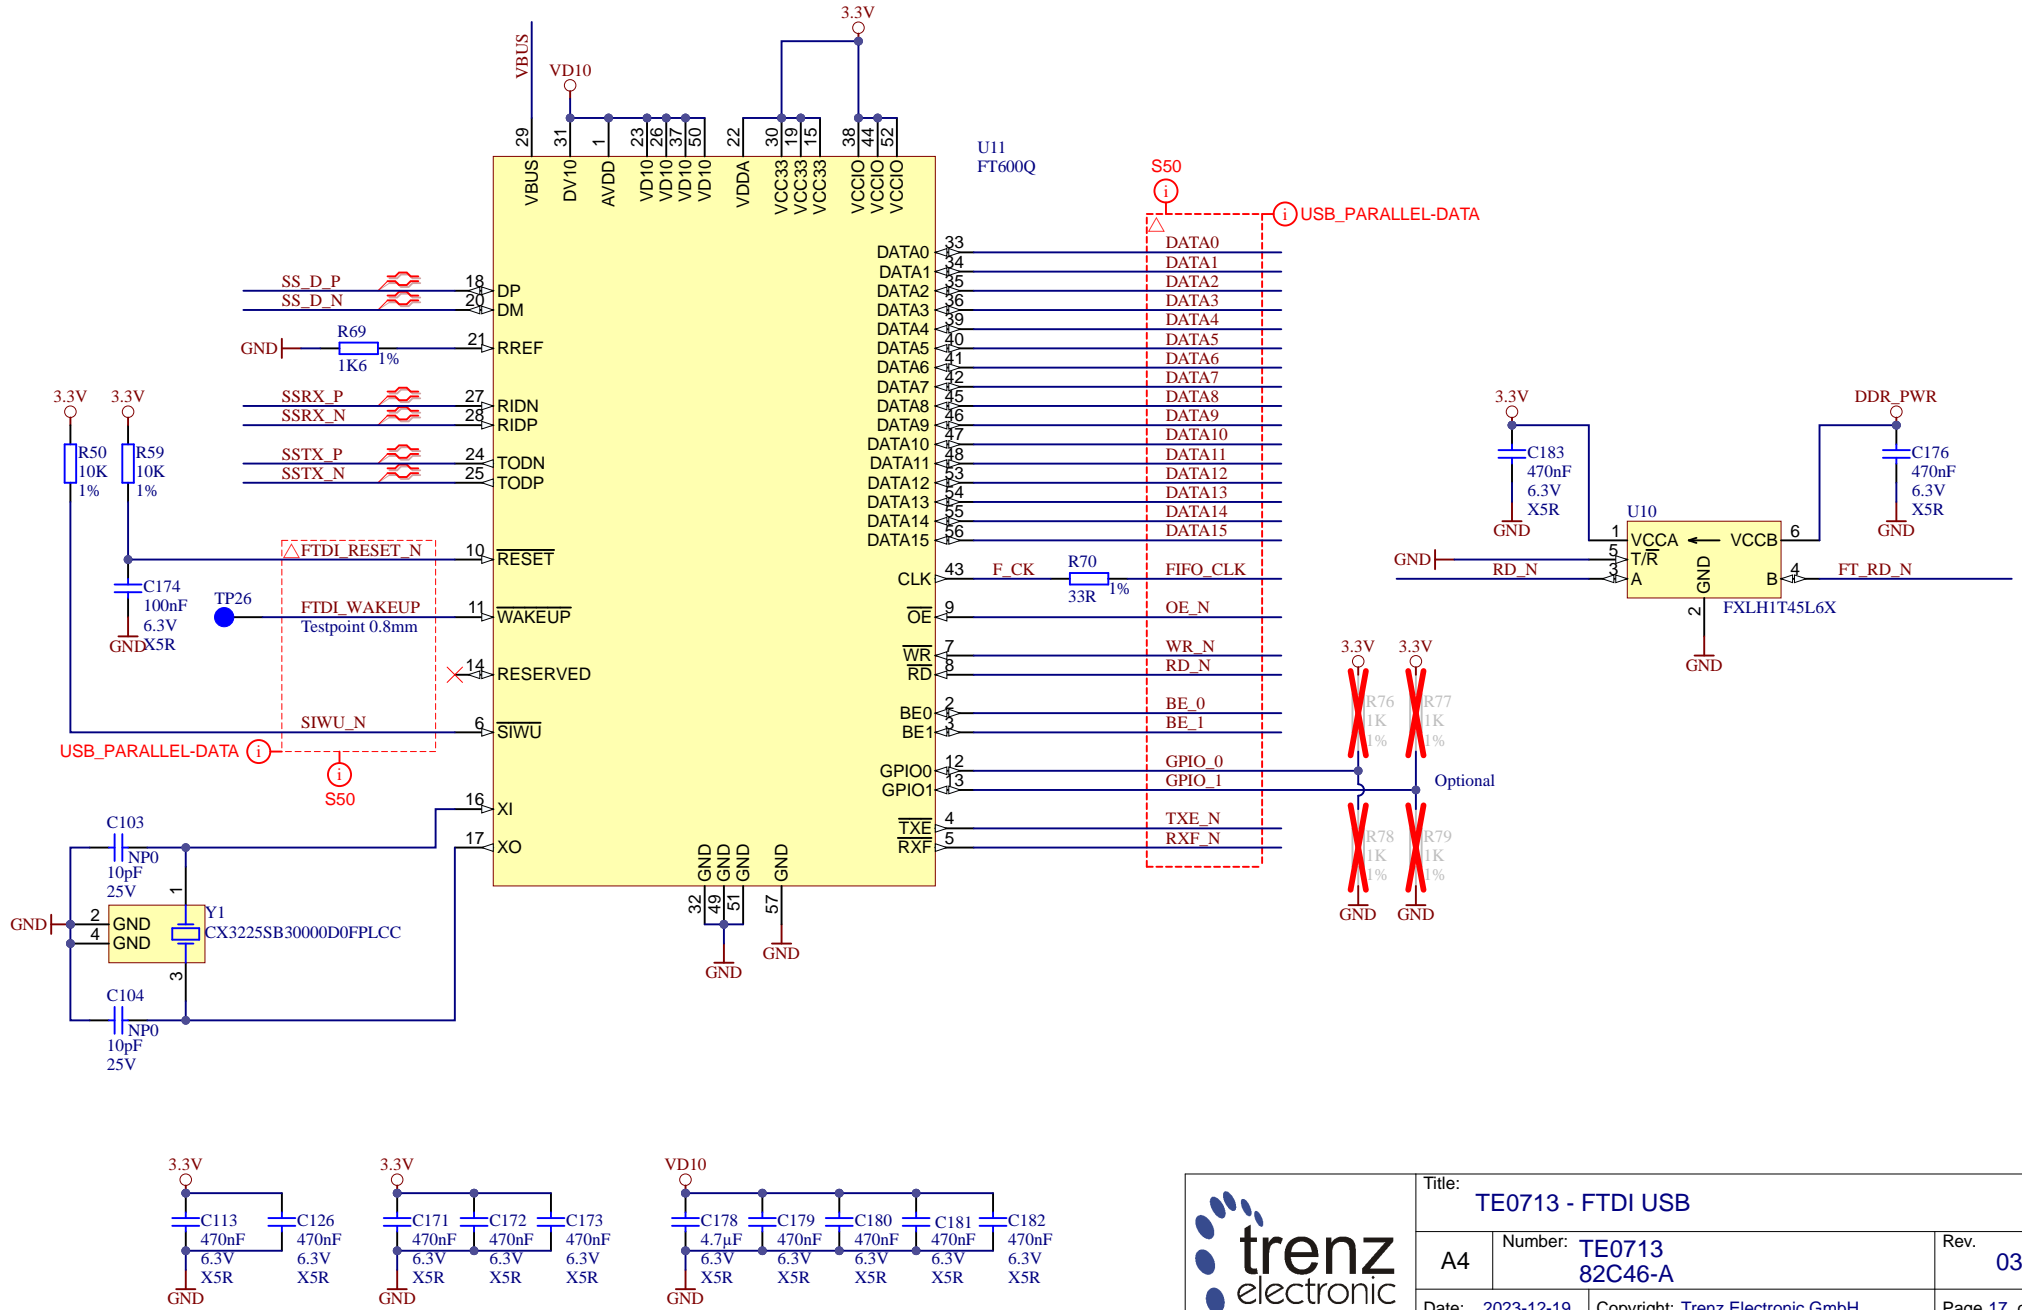 3.3V
VBUS
VD10
29
31
1
23
26
37
50
22
30
19
15
38
44
52
VBUS
DV10
AVDD
VD10
VD10
VD10
VD10
VDDA
VCC33
VCC33
VCC33
VCCIO
VCCIO
VCCIO
U11
FT600Q
S50
i
i USB_PARALLEL-DATA
DATA0 33 DATA0
DATA1 34 DATA1
DATA2 35 DATA2
DATA3 36 DATA3
DATA4 39 DATA4
DATA5 40 DATA5
DATA6 41 DATA6
DATA7 42 DATA7
DATA8 45 DATA8
DATA9 46 DATA9
DATA10 47 DATA10
DATA11 48 DATA11
DATA12 53 DATA12
DATA13 54 DATA13
DATA14 55 DATA14
DATA15 56 DATA15
CLK 43 F_CK
R70
33R 1%
FIFO_CLK
OE 9 OE_N
WR 7 WR_N
RD 8 RD_N
BE0 2 BE_0
BE1 3 BE_1
GPIO0 12 GPIO_0
GPIO1 13 GPIO_1
TXE 4 TXE_N
RXF 5 RXF_N
SS_D_P 18 DP
SS_D_N 20 DM
GND
R69
1K6 1%
21 RREF
SSRX_P 27 RIDN
SSRX_N 28 RIDP
SSTX_P 24 TODN
SSTX_N 25 TODP
3.3V
R50
10K
1%
3.3V
R59
10K
1%
FTDI_RESET_N 10 RESET
C174
100nF
6.3V
X5R
GND
TP26
FTDI_WAKEUP 11 WAKEUP
Testpoint 0.8mm
14 RESERVED
SIWU_N 6 SIWU
USB_PARALLEL-DATA i
i
S50
16 XI
17 XO
C103
NP0
10pF
25V
GND
2 GND
4 GND
1
3
Y1
CX3225SB30000D0FPLCC
C104
NP0
10pF
25V
GND
GND
GND
GND
32
49
51
57
GND
GND
3.3V
3.3V
R76
1K
1%
R77
1K
1%
Optional
R78
1K
1%
R79
1K
1%
GND
GND
3.3V
C183
470nF
6.3V
X5R
GND
DDR_PWR
C176
470nF
6.3V
X5R
GND
U10
1 VCCA VCCB 6
GND 5 T/R
RD_N 3 A
GND
B 4 FT_RD_N
2
FXLH1T45L6X
GND
3.3V
C113
470nF
6.3V
X5R
C126
470nF
6.3V
X5R
GND
3.3V
C171
470nF
6.3V
X5R
C172
470nF
6.3V
X5R
C173
470nF
6.3V
X5R
GND
VD10
C178
4.7µF
6.3V
X5R
C179
470nF
6.3V
X5R
C180
470nF
6.3V
X5R
C181
470nF
6.3V
X5R
C182
470nF
6.3V
X5R
GND
trenz
electronic
Title:
TE0713 - FTDI USB
A4
Number: TE0713
82C46-A
Rev.
03
Date: 2023-12-19
Copyright: Trenz Electronic GmbH
Page 17